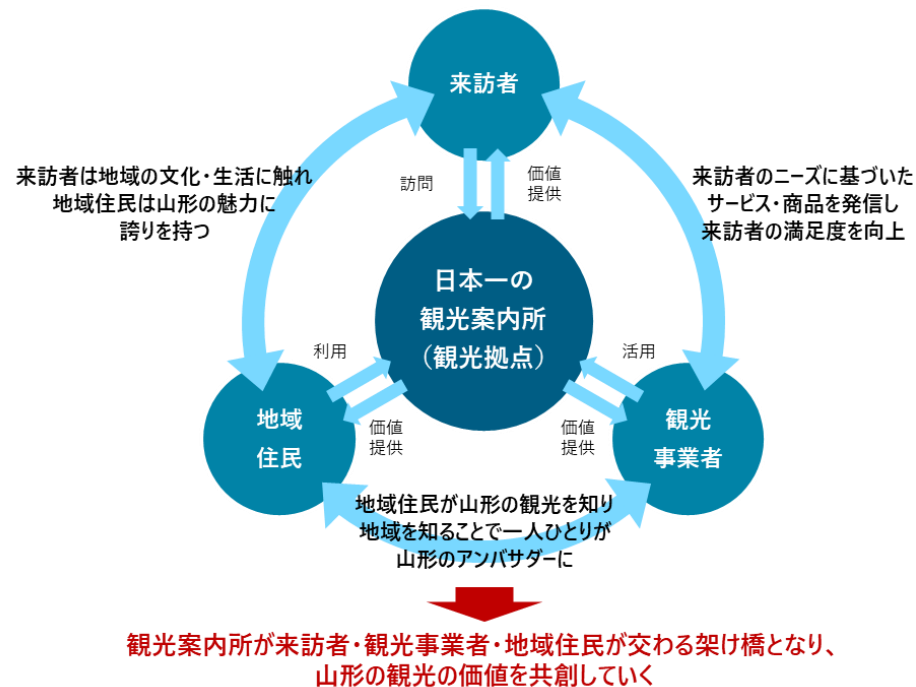 来訪者
訪問
価値
提供
来訪者は地域の文化・生活に触れ
地域住民は山形の魅力に
誇りを持つ
来訪者のニーズに基づいた
サービス・商品を発信し
来訪者の満足度を向上
日本一の
観光案内所
（観光拠点）
利用
活用
地域
住民
価値
提供
価値
提供
観光
事業者
地域住民が山形の観光を知り
地域を知ることで一人ひとりが
山形のアンバサダーに
観光案内所が来訪者・観光事業者・地域住民が交わる架け橋となり、
山形の観光の価値を共創していく